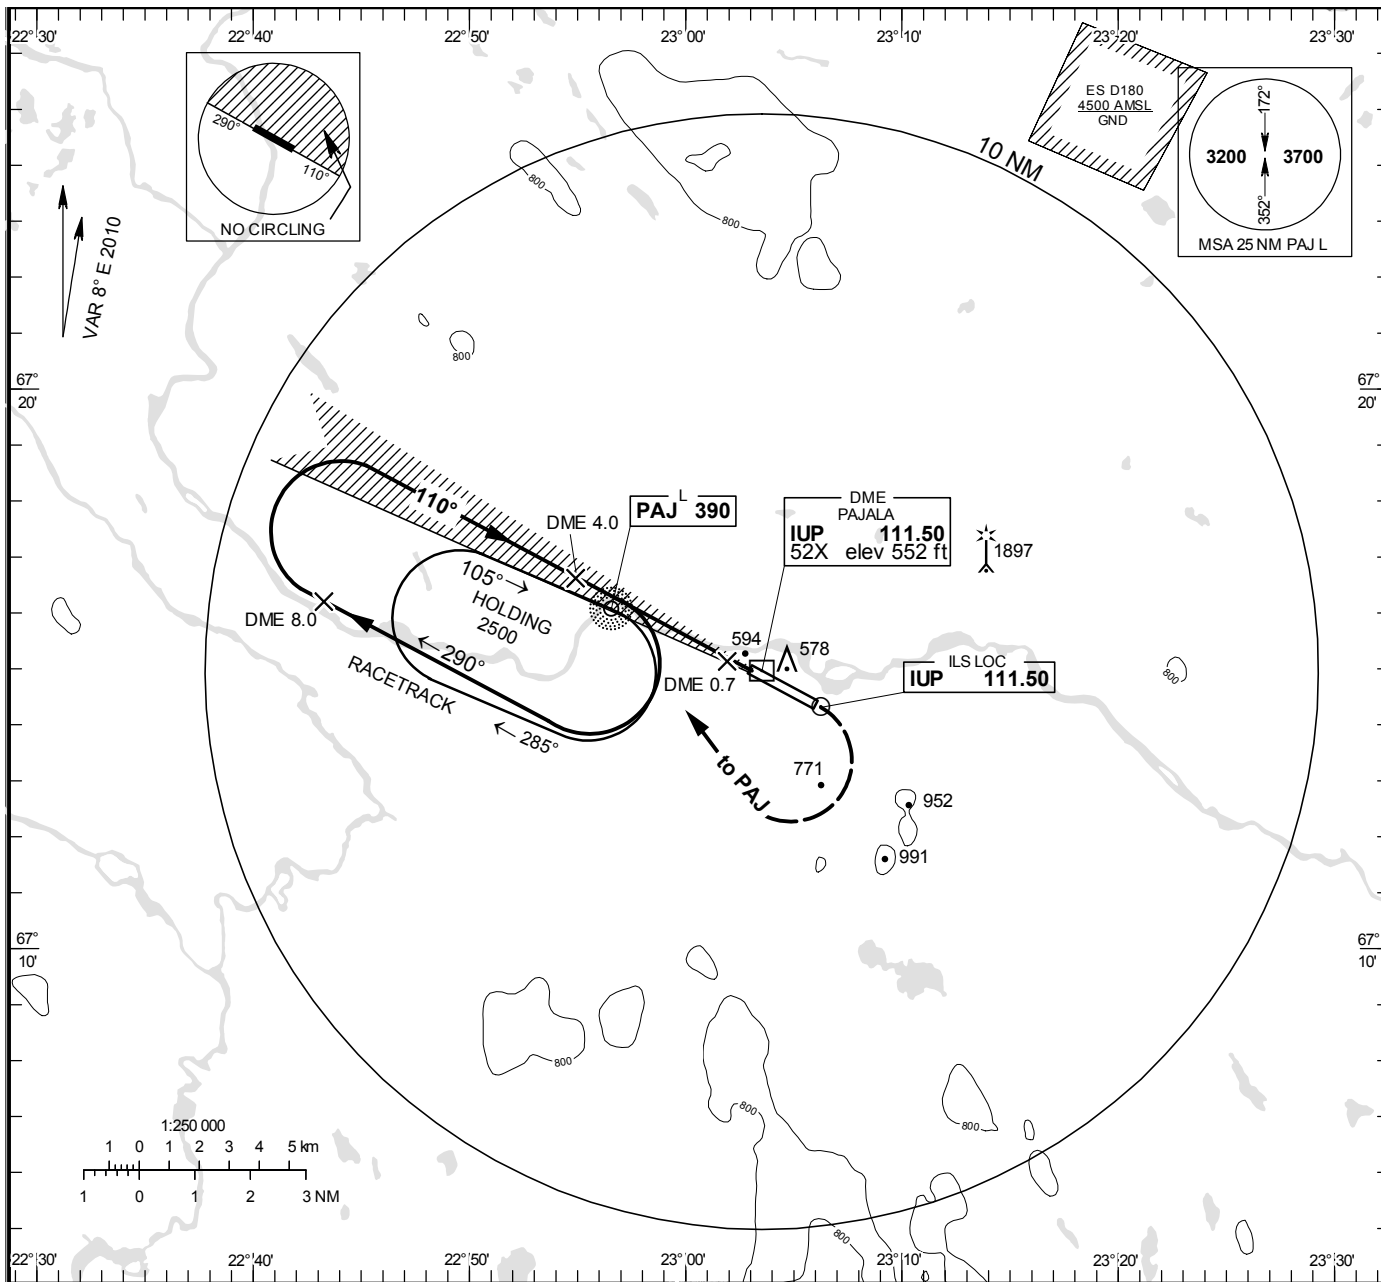 22°30'
22°40'
22°50'
23°00'
23°10'
23°20'
23°30'
290°
110°
NO CIRCLING
VAR 8° E 2010
ES D180
4500 AMSL
GND
172°
3200
3700
352°
MSA 25 NM PAJ L
10 NM
800
800
800
67°
20'
67°
20'
110°
DME 4.0
L
PAJ 390
DME
PAJALA
IUP 111.50
52X elev 552 ft
1897
105°→
HOLDING
2500
DME 8.0
←290°
RACETRACK
←285°
594
578
DME 0.7
ILS LOC
IUP 111.50
800
to PAJ
771
952
991
67°
10'
67°
10'
800
800
800
800
1:250 000
1 0 1 2 3 4 5 km
1 0 1 2 3 NM
22°30'
22°40'
22°50'
23°00'
23°10'
23°20'
23°30'